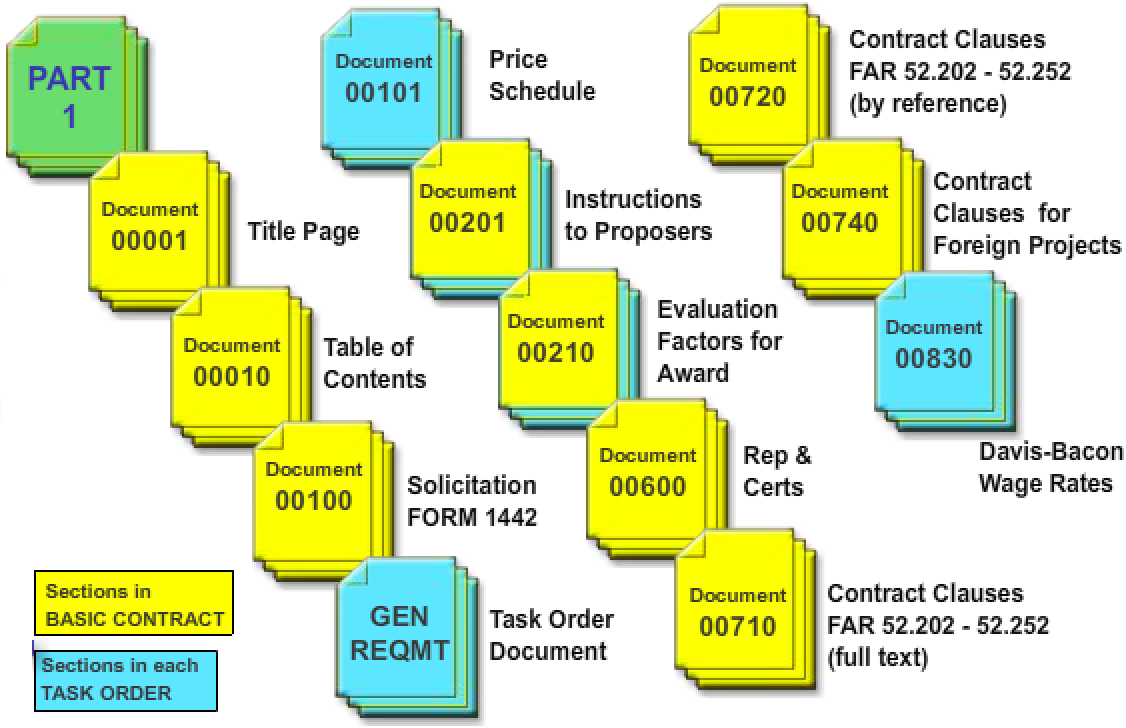 PART
1
Document
00001
Title Page
Document
00010
Table of
Contents
Document
00100
Solicitation
FORM 1442
GEN
REQMT
Task Order
Document
Document
00101
Price
Schedule
Document
00201
Instructions
to Proposers
Document
00210
Evaluation
Factors for
Award
Document
00600
Rep &
Certs
Document
00710
Contract Clauses
FAR 52.202 - 52.252
(full text)
Document
00720
Contract Clauses
FAR 52.202 - 52.252
(by reference)
Document
00740
Contract
Clauses for
Foreign Projects
Document
00830
Davis-Bacon
Wage Rates
Sections in
BASIC CONTRACT
Sections in each
TASK ORDER